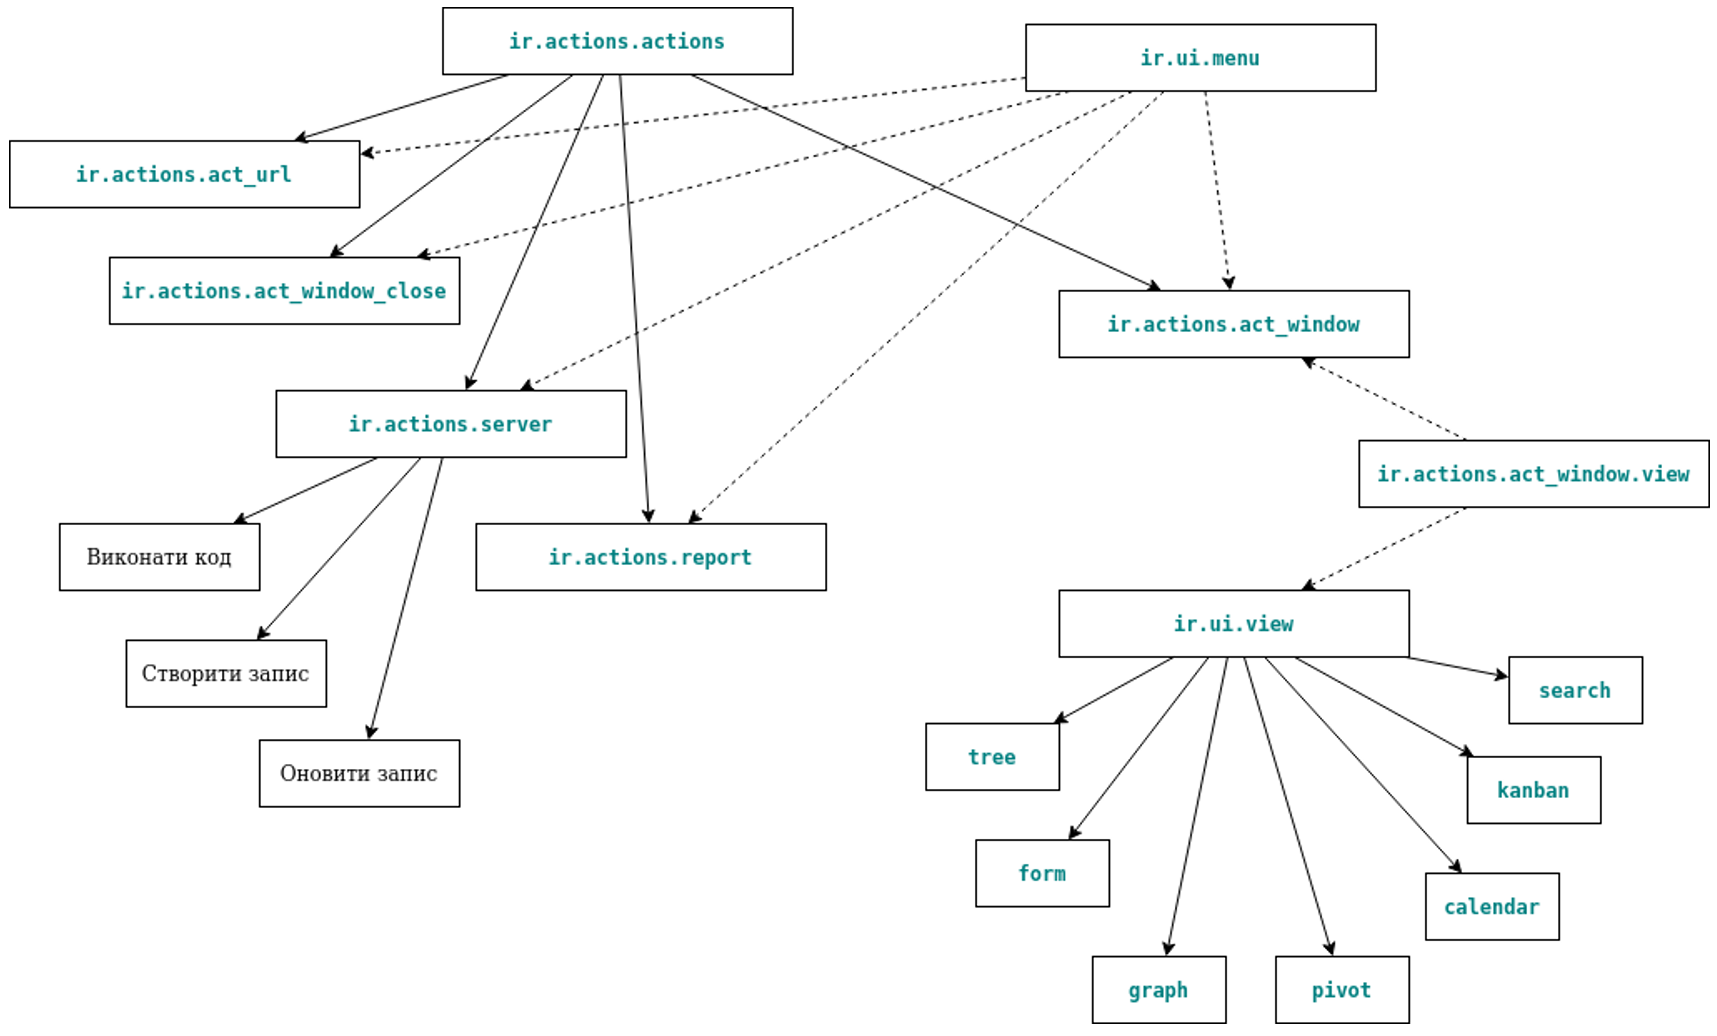 ir.actions.actions
ir.ui.menu
ir.actions.act_url
ir.actions.act_window_close
ir.actions.act_window
ir.actions.server
ir.actions.act_window.view
Виконати код
ir.actions.report
ir.ui.view
Створити запис
search
tree
Оновити запис
kanban
form
calendar
graph
pivot